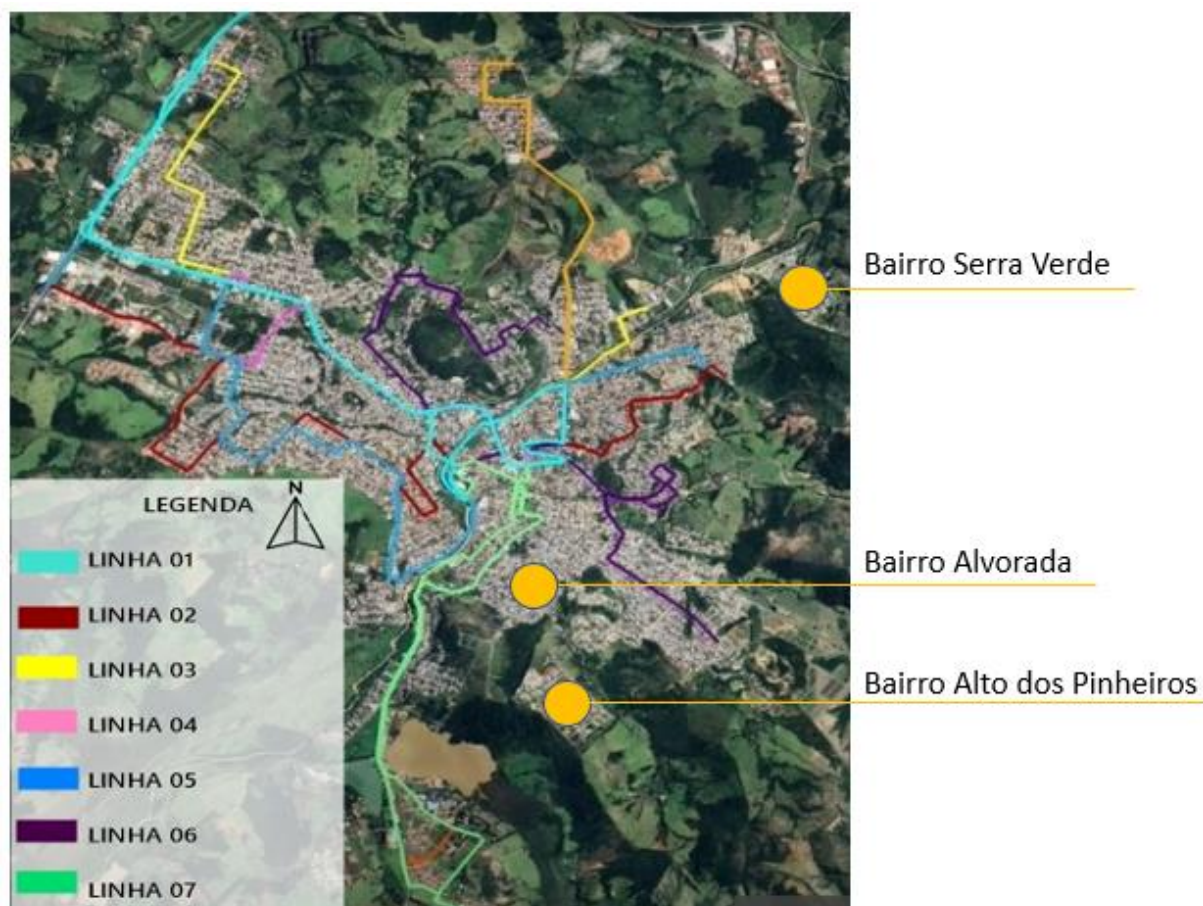 Bairro Serra Verde
LEGENDA
N
LINHA 01
LINHA 02
LINHA 03
LINHA 04
LINHA 05
LINHA 06
LINHA 07
Bairro Alvorada
Bairro Alto dos Pinheiros